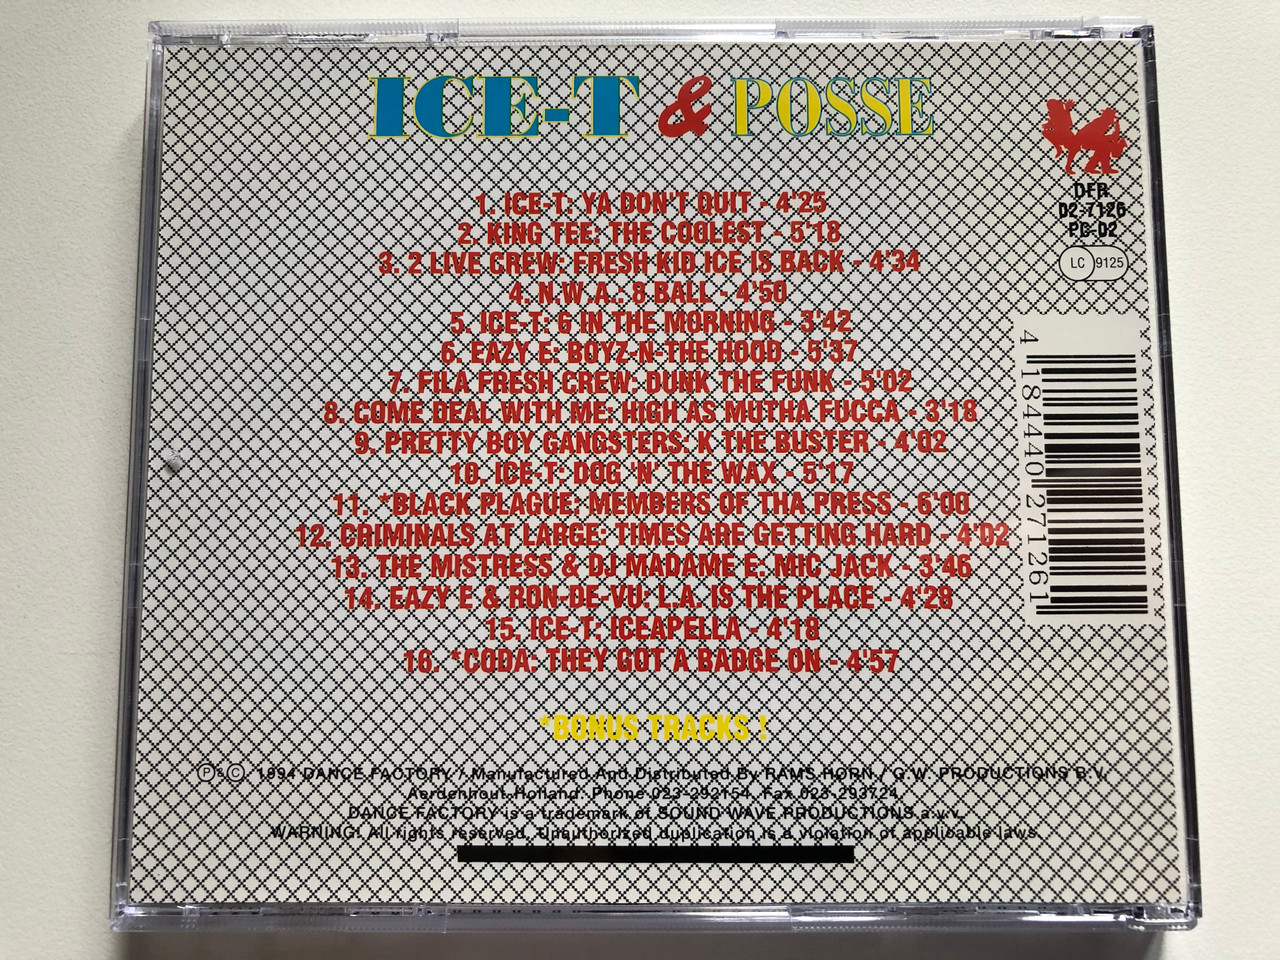 ICE-T & POSSE
DFR
02-7126
PG-02
LC 9125
1. ICE-T: YA DON'T QUIT - 4'25
2. KING TEE: THE COOLEST - 5'18
3. 2 LIVE CREW: FRESH KID ICE IS BACK - 4'34
4. N.W.A.: 8 BALL - 4'50
5. ICE-T: 6 IN THE MORNING - 3'42
6. EAZY E: BOYZ-N-THE HOOD - 5'37
7. FILA FRESH CREW: DUNK THE FUNK - 5'02
8. COME DEAL WITH ME: HIGH AS MUTHA FUCCA - 3'18
9. PRETTY BOY GANGSTERS: K THE BUSTER - 4'02
10. ICE-T: DOG 'N' THE WAX - 5'17
11. *BLACK PLAGUE: MEMBERS OF THA PRESS - 6'00
12. CRIMINALS AT LARGE: TIMES ARE GETTING HARD - 4'02
13. THE MISTRESS & DJ MADAME E: MIC JACK - 3'46
14. EAZY E & RON-DE-VU: L.A. IS THE PLACE - 4'28
15. ICE-T: ICEAPELLA - 4'18
16. *CODA: THEY GOT A BADGE ON - 4'57
4 184440 271261
*BONUS TRACKS !
Ⓟ&Ⓒ 1994 DANCE FACTORY / Manufactured And Distributed By RAMS HORN / G.W. PRODUCTIONS B.V.
Aerdenhout-Holland. Phone 023-292154. Fax 023-293724.
DANCE FACTORY is a trademark of SOUND WAVE PRODUCTIONS a.v.v.
WARNING! All rights reserved. Unauthorized duplication is a violation of applicable laws.